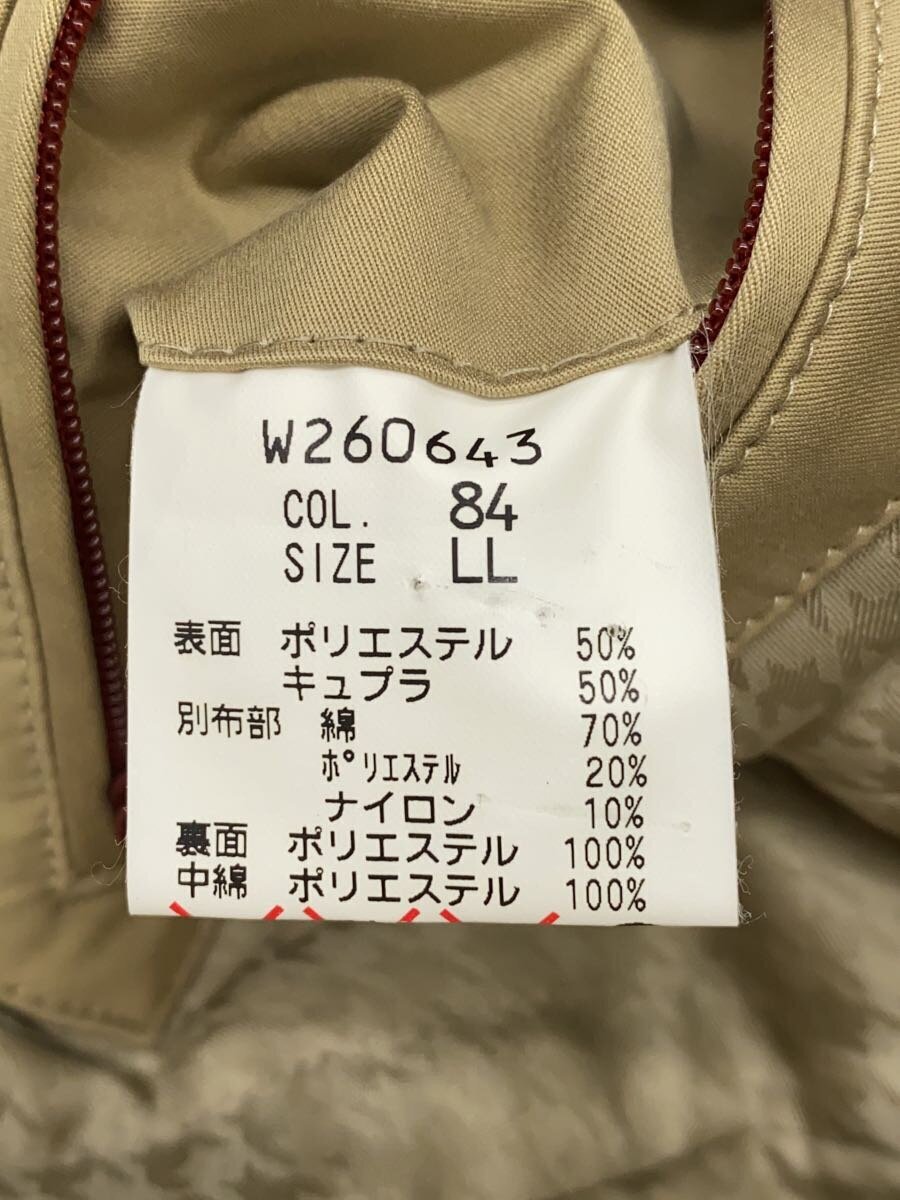 W260643
COL. 84
SIZE LL
表面 ポリエステル 50%
キュプラ 50%
別布部 綿 70%
ポリエステル 20%
ナイロン 10%
裏面 ポリエステル 100%
中綿 ポリエステル 100%